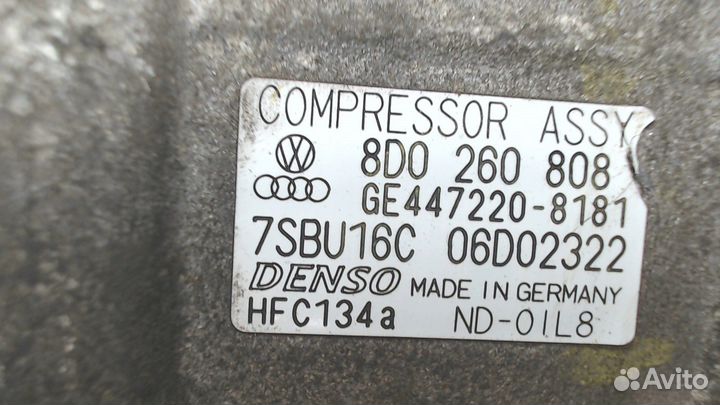 COMPRESSOR ASSY
8D0 260 808
GE447220-8181
7SBU16C 06D02322
DENSO MADE IN GERMANY
HFC134a ND-OIL8
Avito